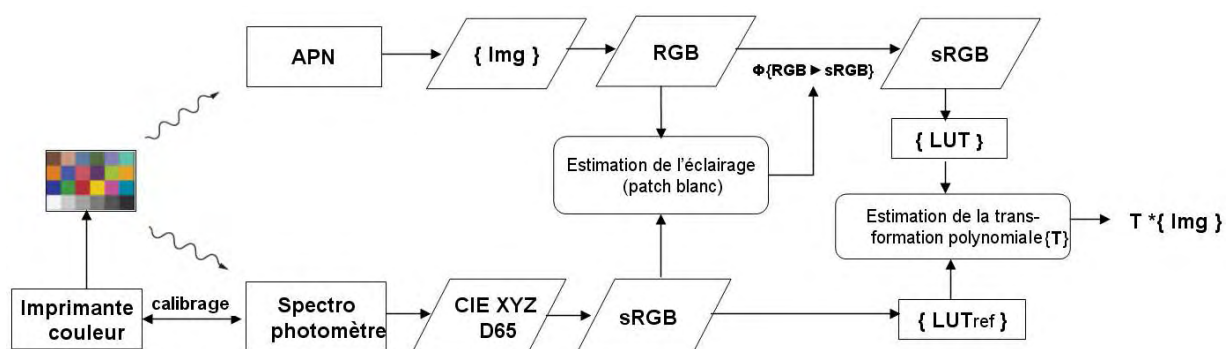 APN
{ Img }
RGB
Φ{RGB ► sRGB}
sRGB
{ LUT }
Estimation de l'éclairage
(patch blanc)
Estimation de la trans-
formation polynomiale{T}
T *{ Img }
Imprimante
couleur
calibrage
Spectro
photomètre
CIE XYZ
D65
sRGB
{ LUTref }